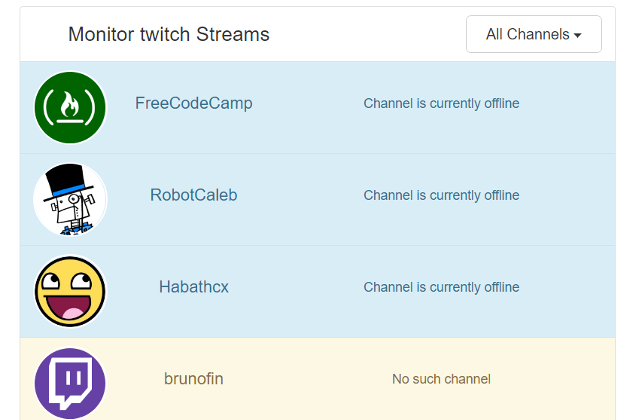 Monitor twitch Streams
All Channels
FreeCodeCamp
Channel is currently offline
RobotCaleb
Channel is currently offline
Habathcx
Channel is currently offline
brunofin
No such channel